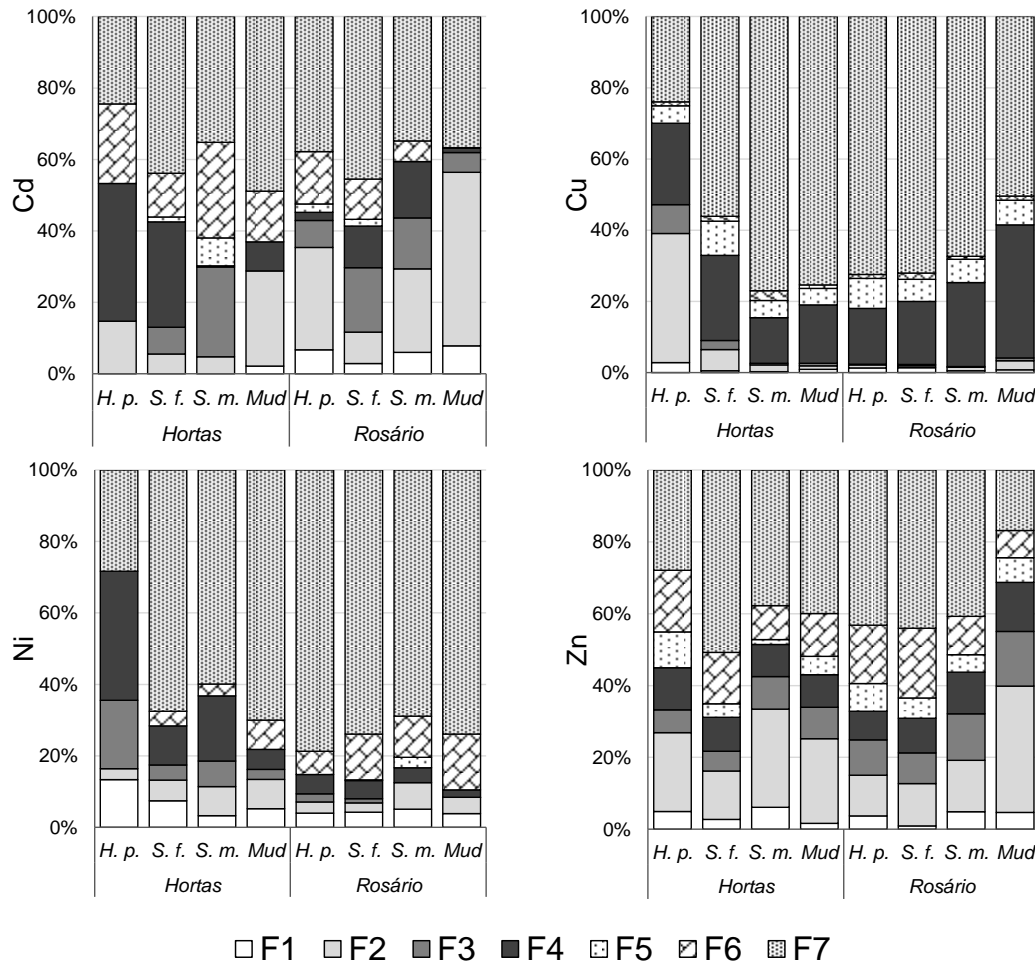 100%
80%
60%
40%
20%
0%
Cd
H. p. S. f. S. m. Mud H. p. S. f. S. m. Mud
Hortas Rosário
100%
80%
60%
40%
20%
0%
Cu
H. p. S. f. S. m. Mud H. p. S. f. S. m. Mud
Hortas Rosário
100%
80%
60%
40%
20%
0%
Ni
H. p. S. f. S. m. Mud H. p. S. f. S. m. Mud
Hortas Rosário
100%
80%
60%
40%
20%
0%
Zn
H. p. S. f. S. m. Mud H. p. S. f. S. m. Mud
Hortas Rosário
F1 F2 F3 F4 F5 F6 F7